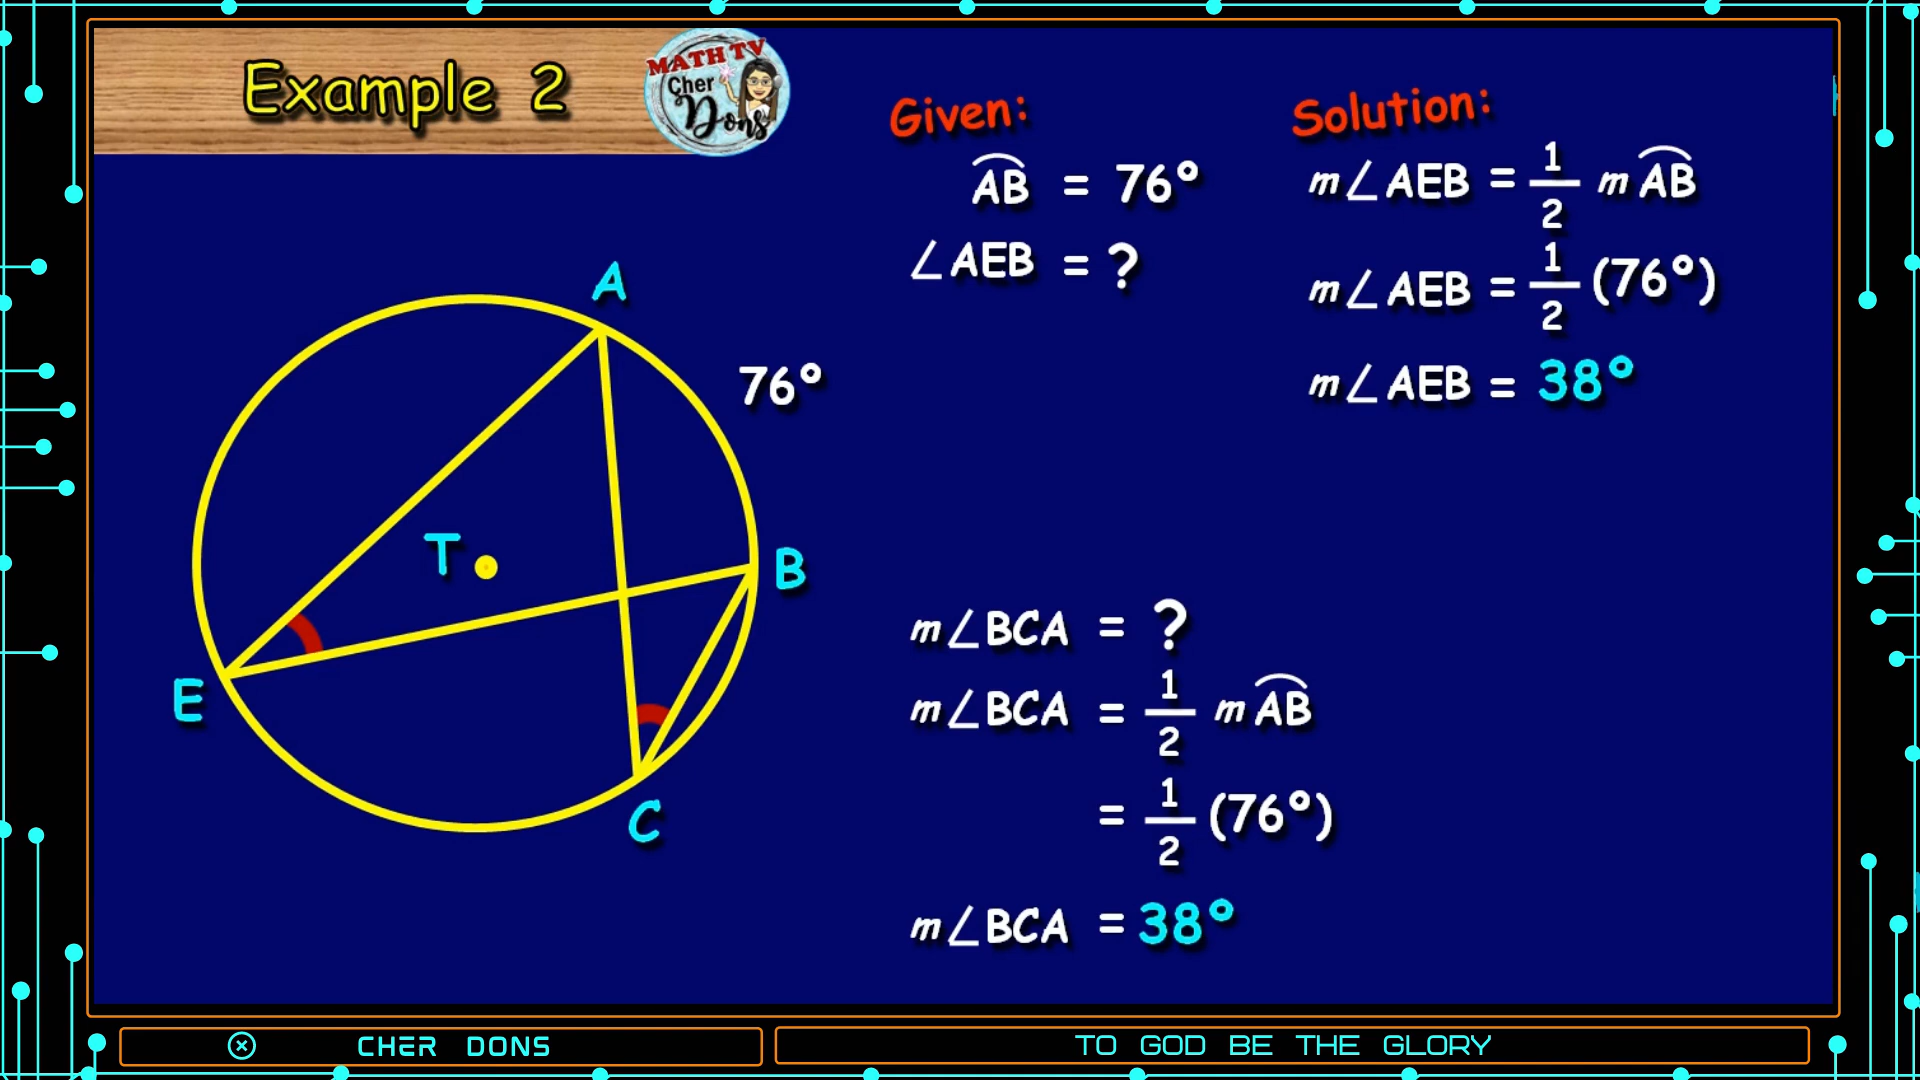 Example 2
MATH TV
Cher
Dons
Given:
AB = 76°
∠AEB = ?
Solution:
m∠AEB = 1/2 mAB
m∠AEB = 1/2 (76°)
m∠AEB = 38°
A
76°
T
B
E
C
m∠BCA = ?
m∠BCA = 1/2 mAB
= 1/2 (76°)
m∠BCA = 38°
CHER DONS
TO GOD BE THE GLORY